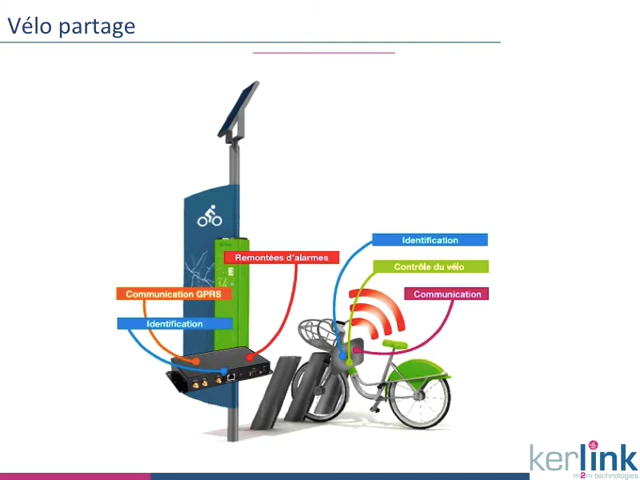 Vélo partage
Remontées d'alarmes
Communication GPRS
Identification
Identification
Contrôle du vélo
Communication
kerlink
m2m technologies